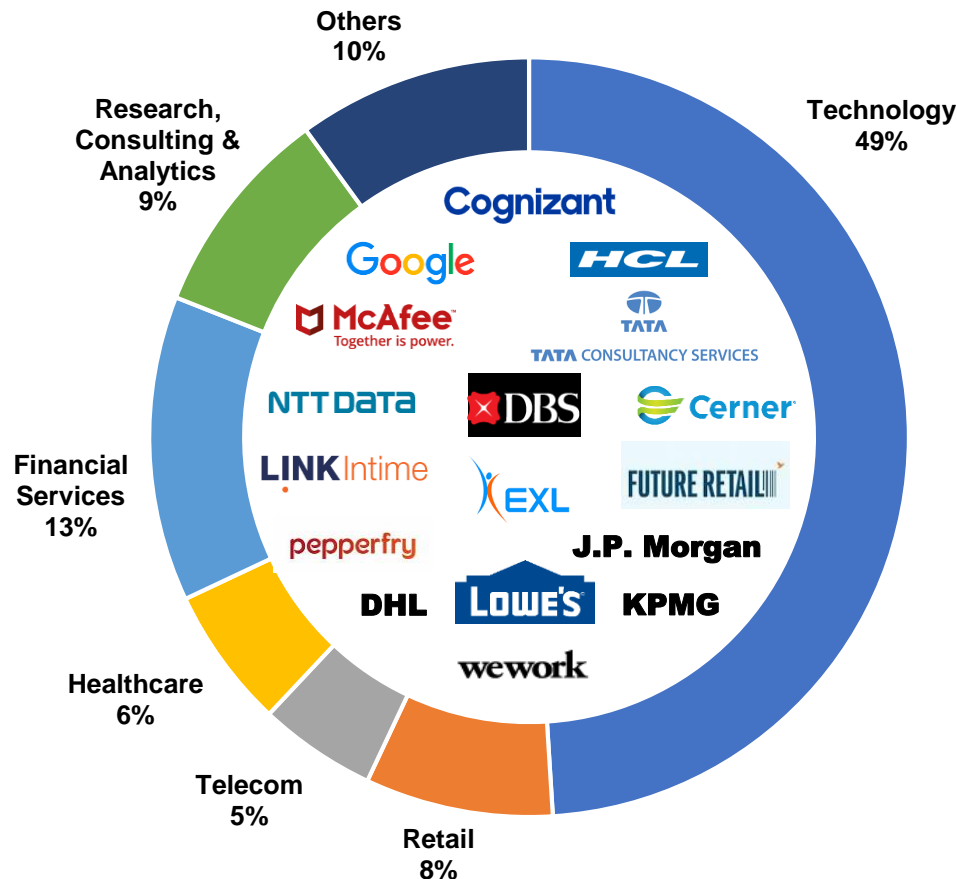 Others
10%
Technology
49%
Research,
Consulting &
Analytics
9%
Cognizant
Google
HCL
McAfee™
Together is power.
TATA
TATA CONSULTANCY SERVICES
NTT DATA
DBS
Cerner
LINK Intime
EXL
FUTURE RETAIL
Financial
Services
13%
pepperfry
J.P. Morgan
DHL
LOWE'S
KPMG
wework
Healthcare
6%
Telecom
5%
Retail
8%